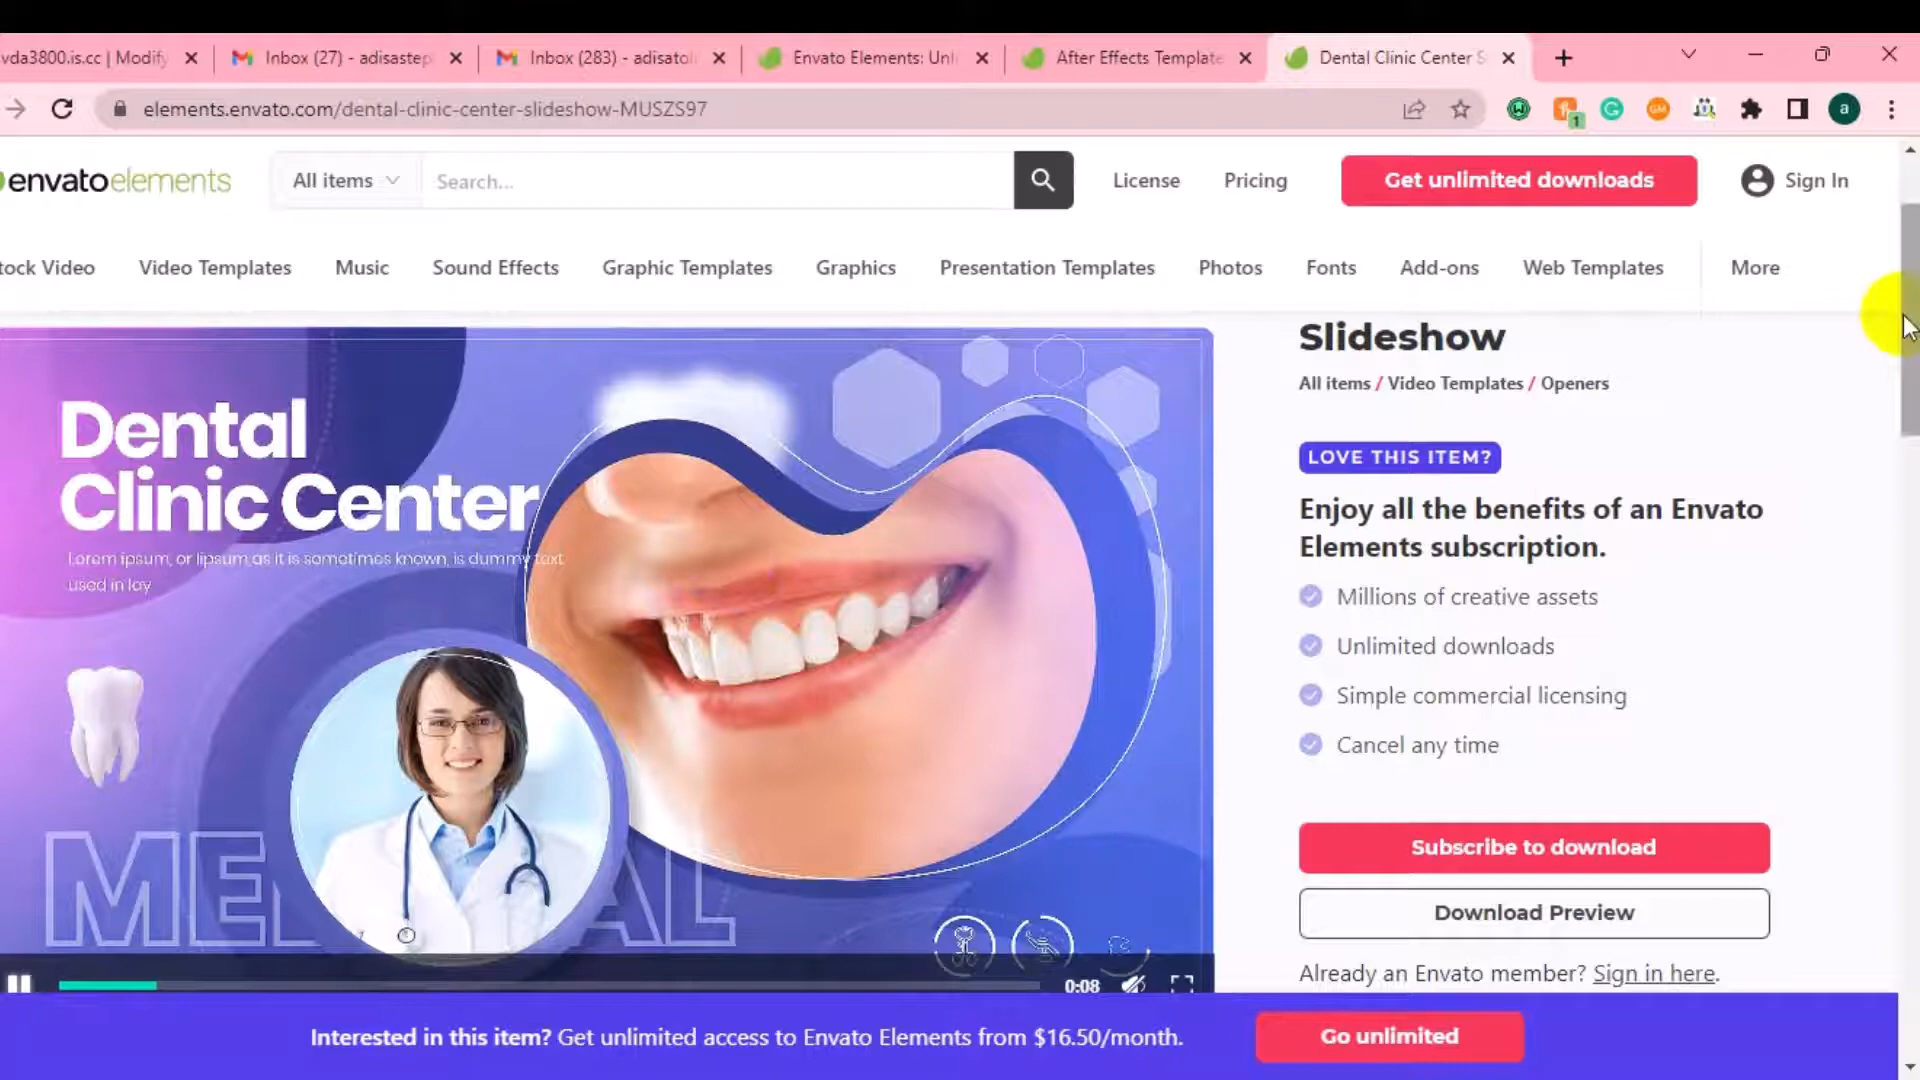 vda3800.is.cc | Modify
Inbox (27) - adisastep
Inbox (283) - adisatol
Envato Elements: Unl
After Effects Template
Dental Clinic Center S
elements.envato.com/dental-clinic-center-slideshow-MUSZS97
1
a
envatoelements
All items
Search...
License
Pricing
Get unlimited downloads
Sign In
tock Video
Video Templates
Music
Sound Effects
Graphic Templates
Graphics
Presentation Templates
Photos
Fonts
Add-ons
Web Templates
More
Slideshow
All items / Video Templates / Openers
Dental
Clinic Center
Lorem ipsum, or lipsum as it is sometimes known, is dummy text
used in lay
LOVE THIS ITEM?
Enjoy all the benefits of an Envato
Elements subscription.
Millions of creative assets
Unlimited downloads
Simple commercial licensing
Cancel any time
Subscribe to download
Download Preview
Already an Envato member? Sign in here.
0:08
Interested in this item? Get unlimited access to Envato Elements from $16.50/month.
Go unlimited